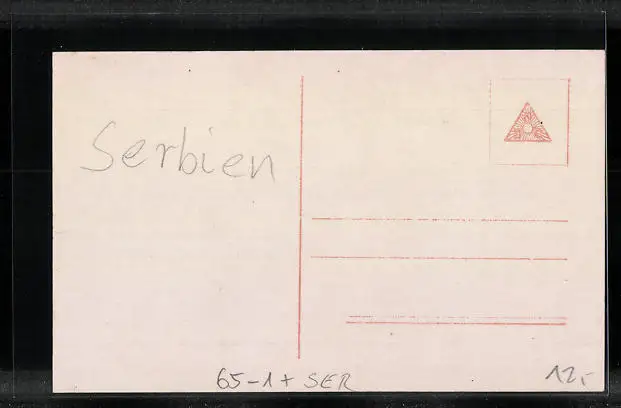 Serbien
65-1+ SER
12,-